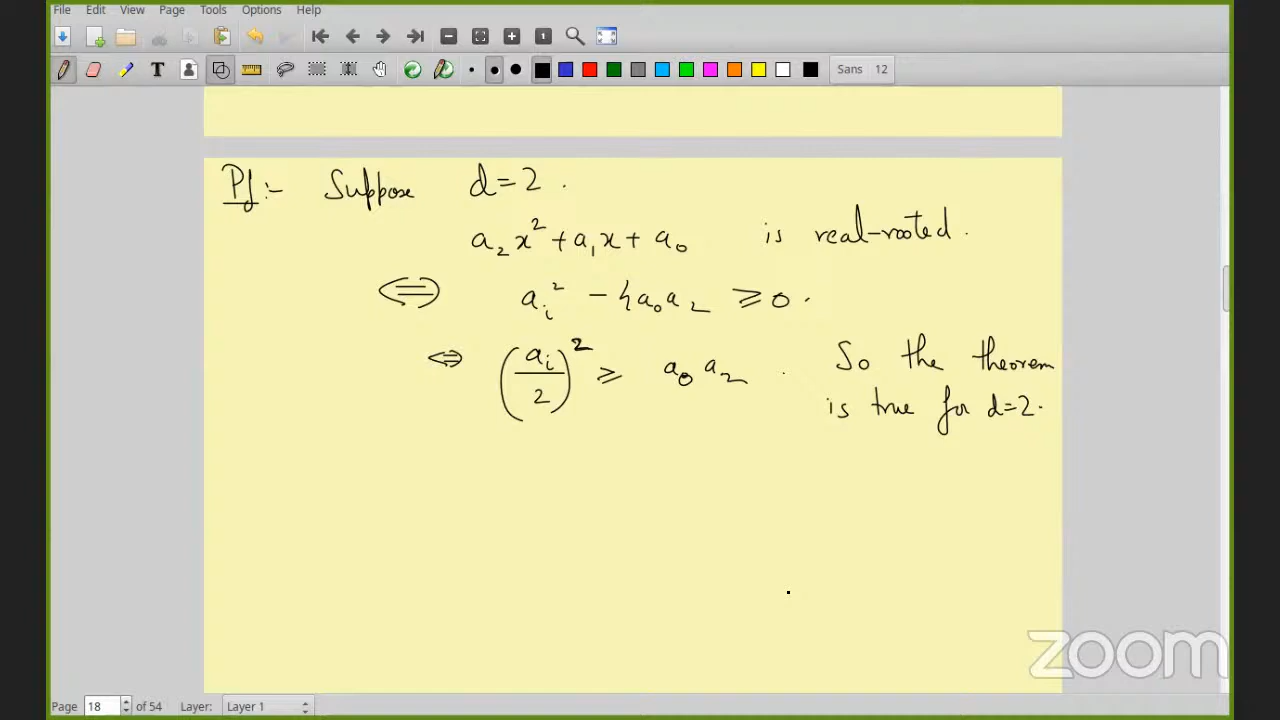 File Edit View Page Tools Options Help
Sans 12
Pf:- Suppose d=2.
a₂x²+a₁x+a₀ is real-rooted.
⟺ aᵢ² - 4a₀a₂ ⩾ 0.
⟺ (aᵢ/2)² ⩾ a₀a₂. So the theorem
is true for d=2.
zoom
Page 18 of 54 Layer: Layer 1